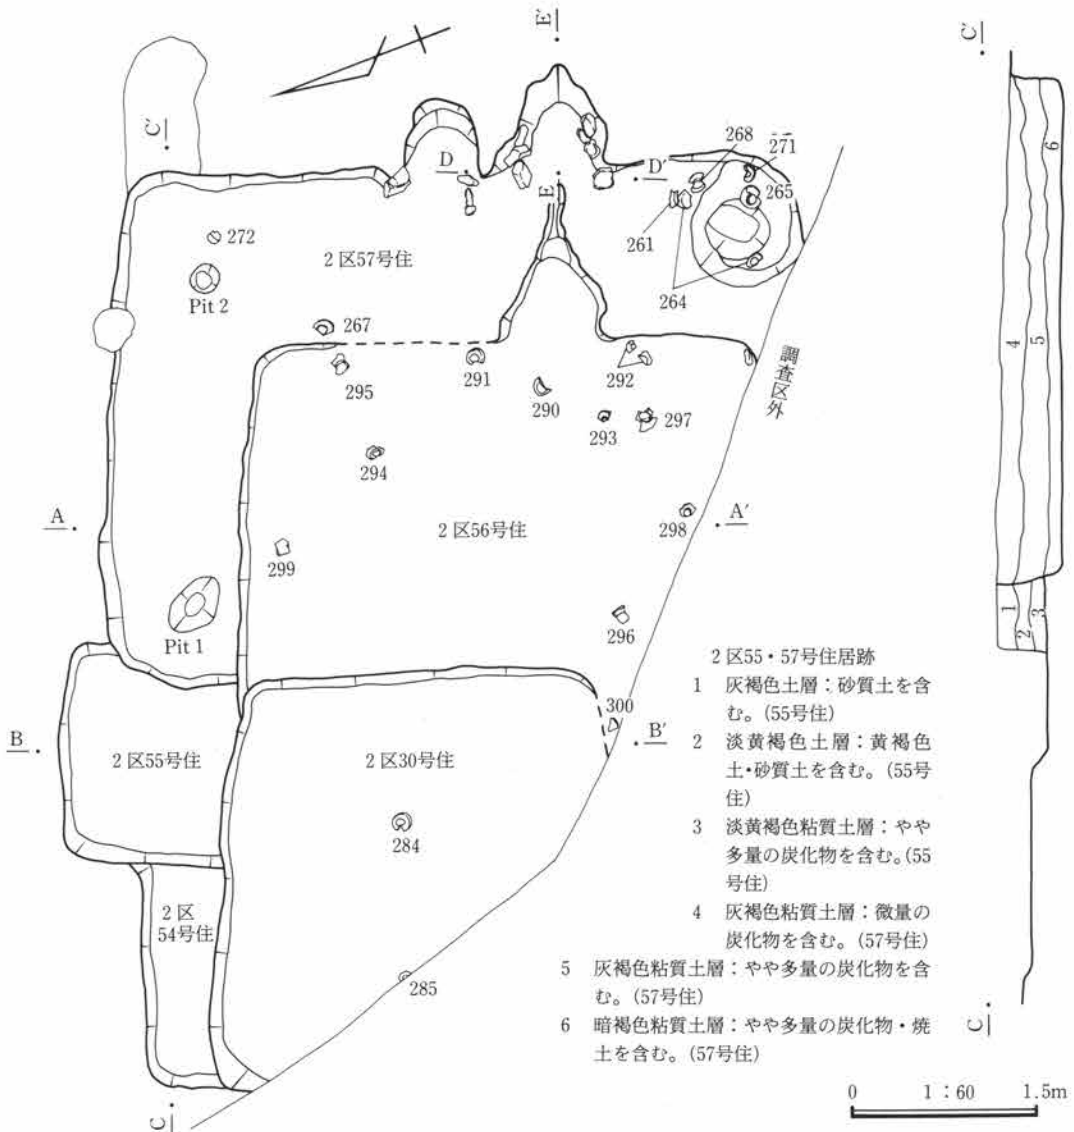 E'
C'
C'
D
D'
E
268
271
265
261
264
272
2区57号住
Pit 2
267
295
291
290
292
293
297
調査区外
294
2区56号住
298
A
A'
299
296
Pit 1
300
B
B'
2区55号住
2区30号住
284
2区
54号住
285
C
C
6
4
5
1
2
3
2区55・57号住居跡
1 灰褐色土層：砂質土を含
む。(55号住)
2 淡黄褐色土層：黄褐色
土・砂質土を含む。(55号
住)
3 淡黄褐色粘質土層：やや
多量の炭化物を含む。(55
号住)
4 灰褐色粘質土層：微量の
炭化物を含む。(57号住)
5 灰褐色粘質土層：やや多量の炭化物を含
む。(57号住)
6 暗褐色粘質土層：やや多量の炭化物・焼
土を含む。(57号住)
0 1：60 1.5m